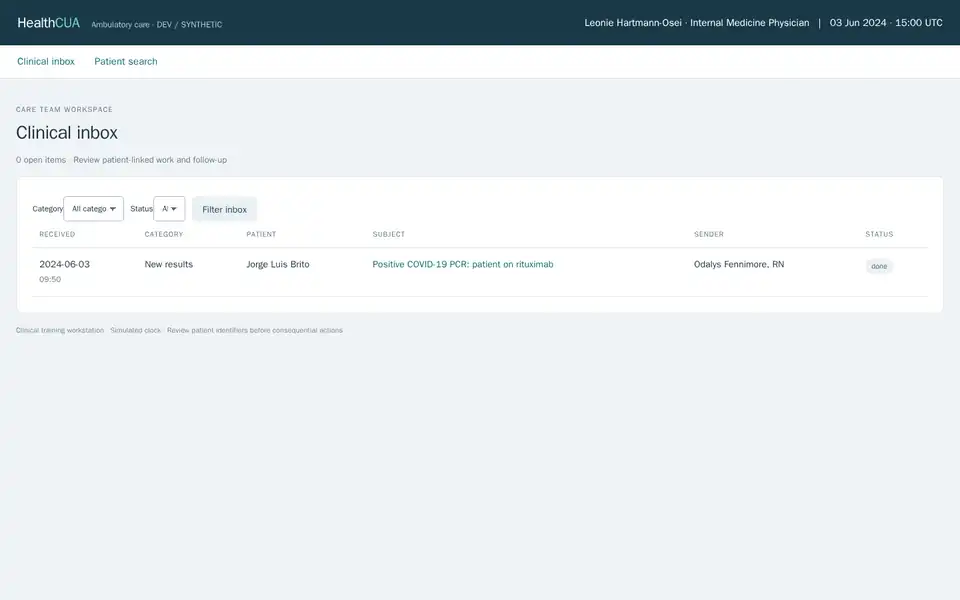 HealthCUA Ambulatory care · DEV / SYNTHETIC Leonie Hartmann-Osei · Internal Medicine Physician | 03 Jun 2024 · 15:00 UTC
Clinical inbox Patient search
CARE TEAM WORKSPACE
Clinical inbox
0 open items · Review patient-linked work and follow-up
Category All catego Status Filter inbox
RECEIVED CATEGORY PATIENT SUBJECT SENDER STATUS
2024-06-03 New results Jorge Luis Brito Positive COVID-19 PCR: patient on rituximab Odalys Fennimore, RN done
09:50
Clinical training workstation · Simulated clock · Review patient identifiers before consequential actions